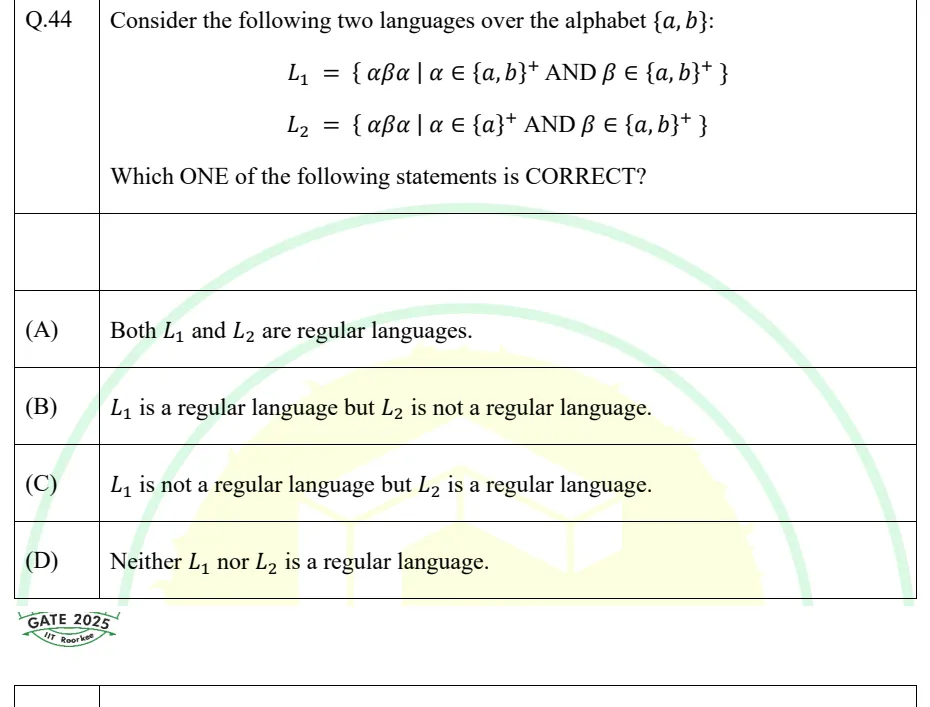 Q.44 Consider the following two languages over the alphabet {𝑎, 𝑏}:
𝐿₁ = { 𝛼𝛽𝛼 | 𝛼 ∈ {𝑎, 𝑏}⁺ AND 𝛽 ∈ {𝑎, 𝑏}⁺ }
𝐿₂ = { 𝛼𝛽𝛼 | 𝛼 ∈ {𝑎}⁺ AND 𝛽 ∈ {𝑎, 𝑏}⁺ }
Which ONE of the following statements is CORRECT?
(A) Both 𝐿₁ and 𝐿₂ are regular languages.
(B) 𝐿₁ is a regular language but 𝐿₂ is not a regular language.
(C) 𝐿₁ is not a regular language but 𝐿₂ is a regular language.
(D) Neither 𝐿₁ nor 𝐿₂ is a regular language.
GATE 2025
IIT Roorkee